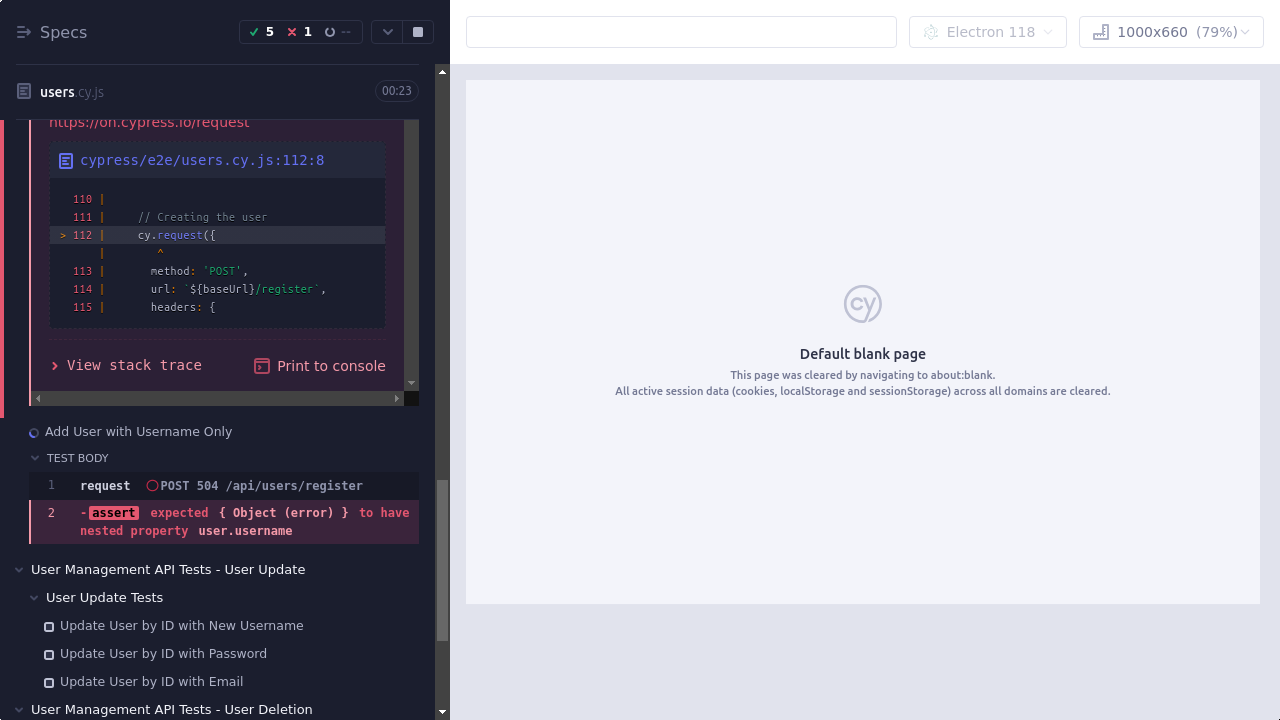 Specs
5
1
--
Electron 118
1000x660 (79%)
users.cy.js
00:23
https://on.cypress.io/request
cypress/e2e/users.cy.js:112:8
110 |
111 | // Creating the user
> 112 | cy.request({
| ^
113 | method: 'POST',
114 | url: `${baseUrl}/register`,
115 | headers: {
View stack trace
Print to console
Add User with Username Only
TEST BODY
1 request POST 504 /api/users/register
2 -assert expected { Object (error) } to have
nested property user.username
User Management API Tests - User Update
User Update Tests
Update User by ID with New Username
Update User by ID with Password
Update User by ID with Email
User Management API Tests - User Deletion
cy
Default blank page
This page was cleared by navigating to about:blank.
All active session data (cookies, localStorage and sessionStorage) across all domains are cleared.